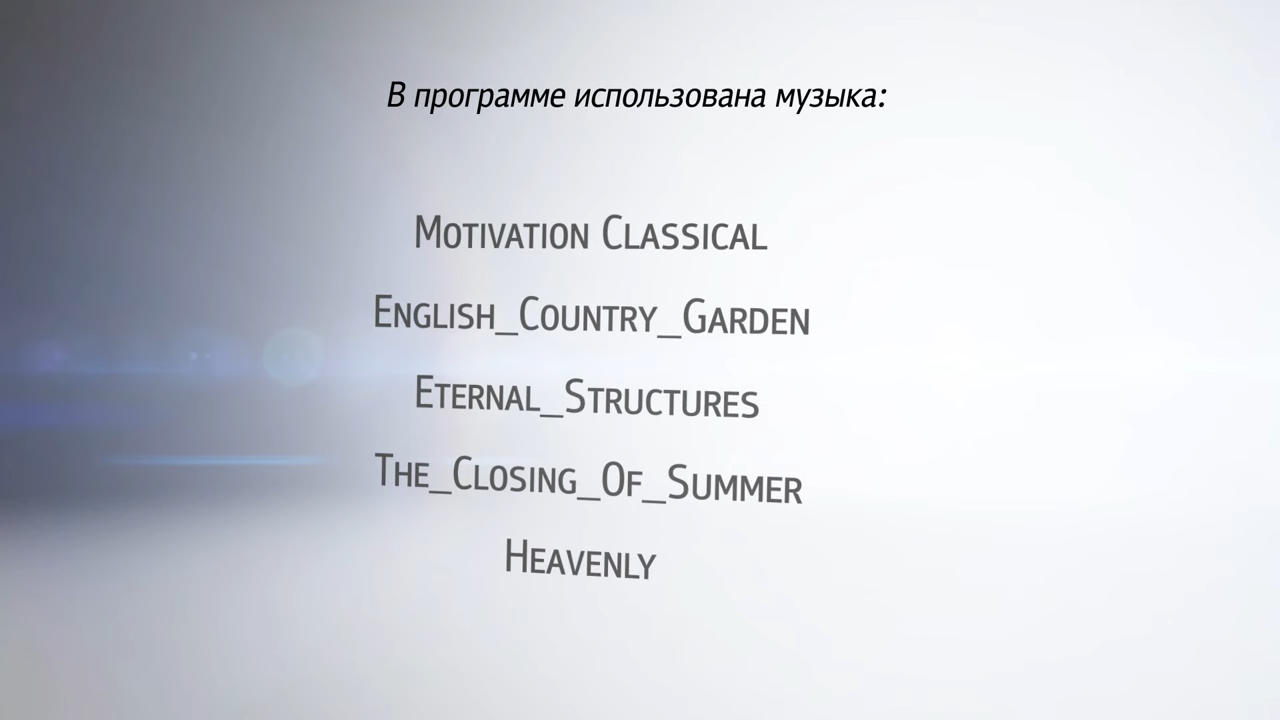 В программе использована музыка:
Motivation Classical
English_Country_Garden
Eternal_Structures
The_Closing_Of_Summer
Heavenly